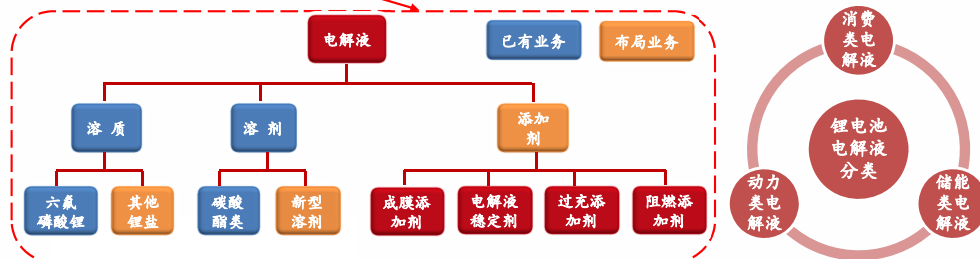 电解液
已有业务
布局业务
溶 质
溶 剂
添加
剂
六氟
磷酸锂
其他
锂盐
碳酸
酯类
新型
溶剂
成膜添
加剂
电解液
稳定剂
过充添
加剂
阻燃添
加剂
消费
类电
解液
锂电池
电解液
分类
动力
类电
解液
储能
类电
解液